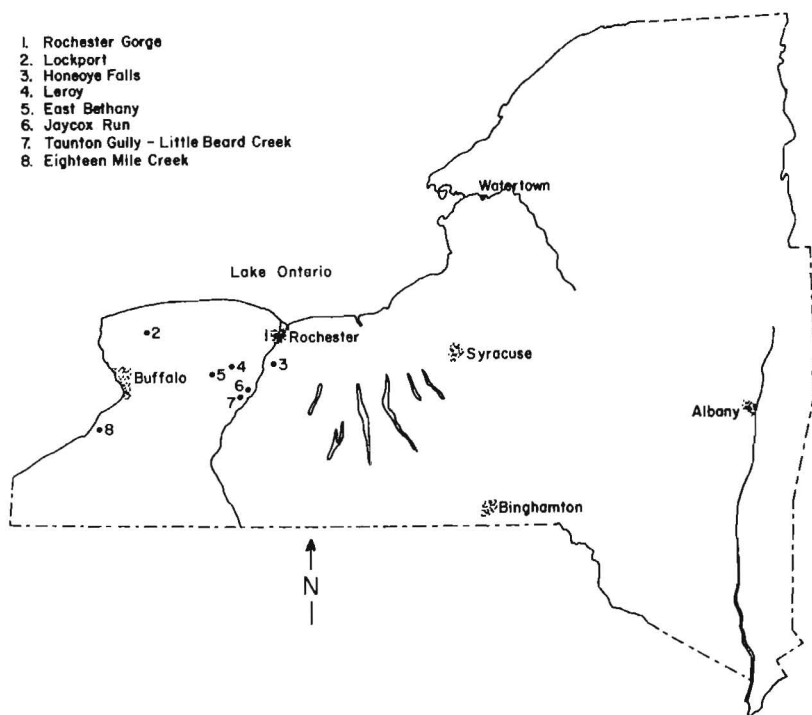 1. Rochester Gorge
2. Lockport
3. Honeoye Falls
4. Leroy
5. East Bethany
6. Jaycox Run
7. Taunton Gully - Little Beard Creek
8. Eighteen Mile Creek
Watertown
Lake Ontario
2
1 Rochester
3
4
5
Buffalo
6
7
8
Syracuse
Albany
Binghamton
N